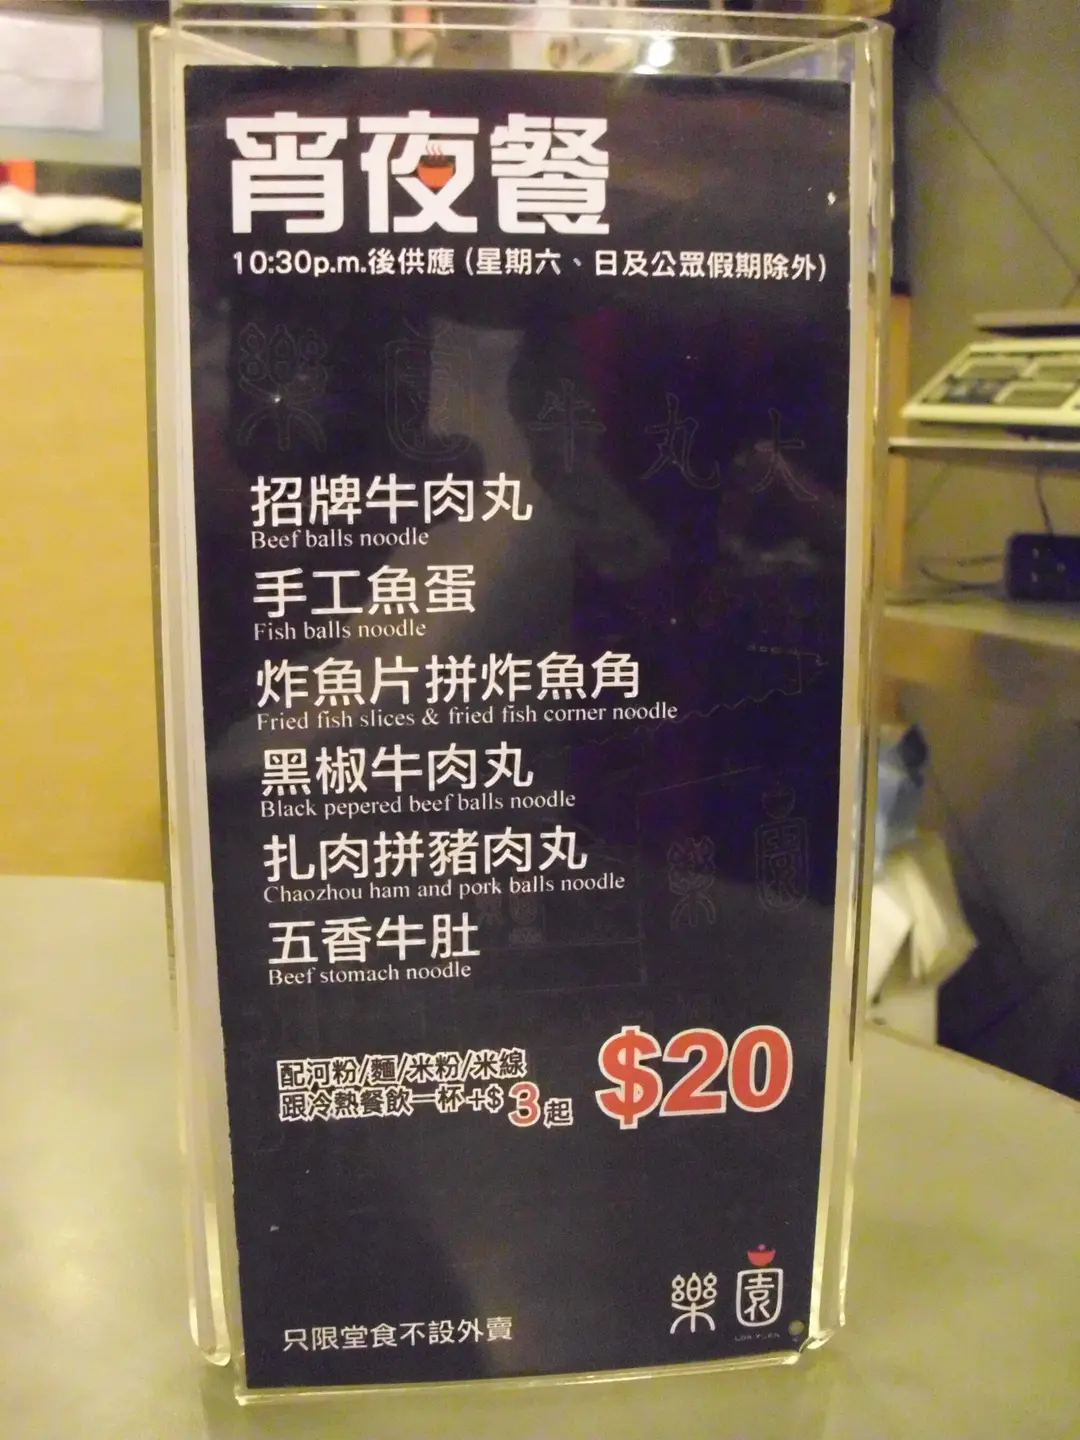 宵夜餐
10:30p.m.後供應 (星期六、日及公眾假期除外)
樂園牛丸大
招牌牛肉丸
Beef balls noodle
手工魚蛋
Fish balls noodle
炸魚片拼炸魚角
Fried fish slices & fried fish corner noodle
黑椒牛肉丸
Black pepered beef balls noodle
扎肉拼豬肉丸
Chaozhou ham and pork balls noodle
五香牛肚
Beef stomach noodle
配河粉/麵/米粉/米線
跟冷熱餐飲一杯+$3起
$20
樂園
只限堂食不設外賣